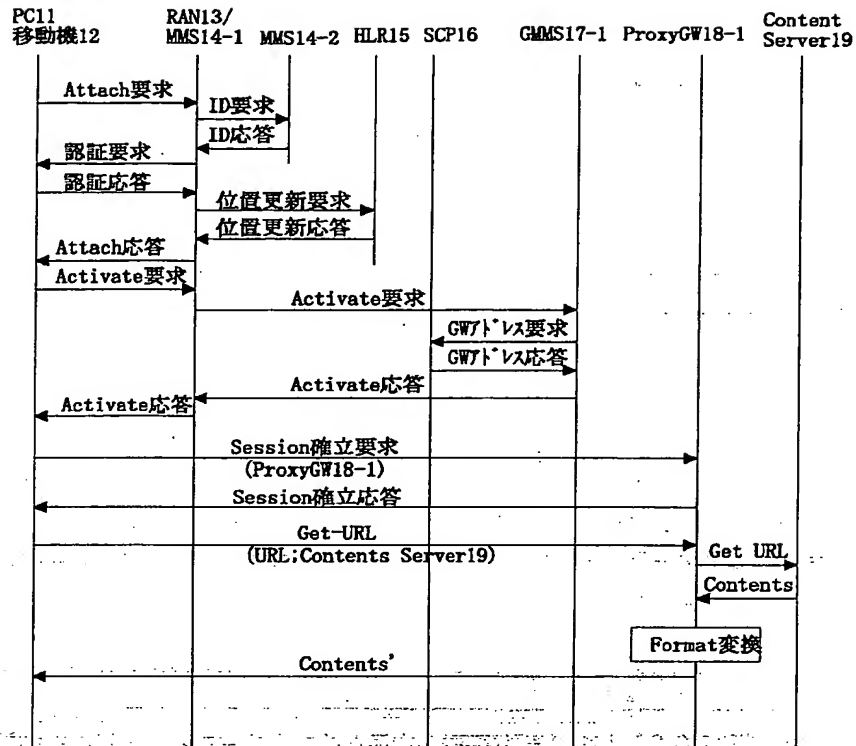 PC11
移動機12
RAN13/
MMS14-1
MMS14-2
HLR15
SCP16
GMMS17-1
ProxyGW18-1
Content
Server19
Attach要求
ID要求
ID応答
認証要求
認証応答
位置更新要求
位置更新応答
Attach応答
Activate要求
Activate要求
GWアドレス要求
GWアドレス応答
Activate応答
Activate応答
Session確立要求
(ProxyGW18-1)
Session確立応答
Get-URL
(URL;Contents Server19)
Get URL
Contents
Format変換
Contents'